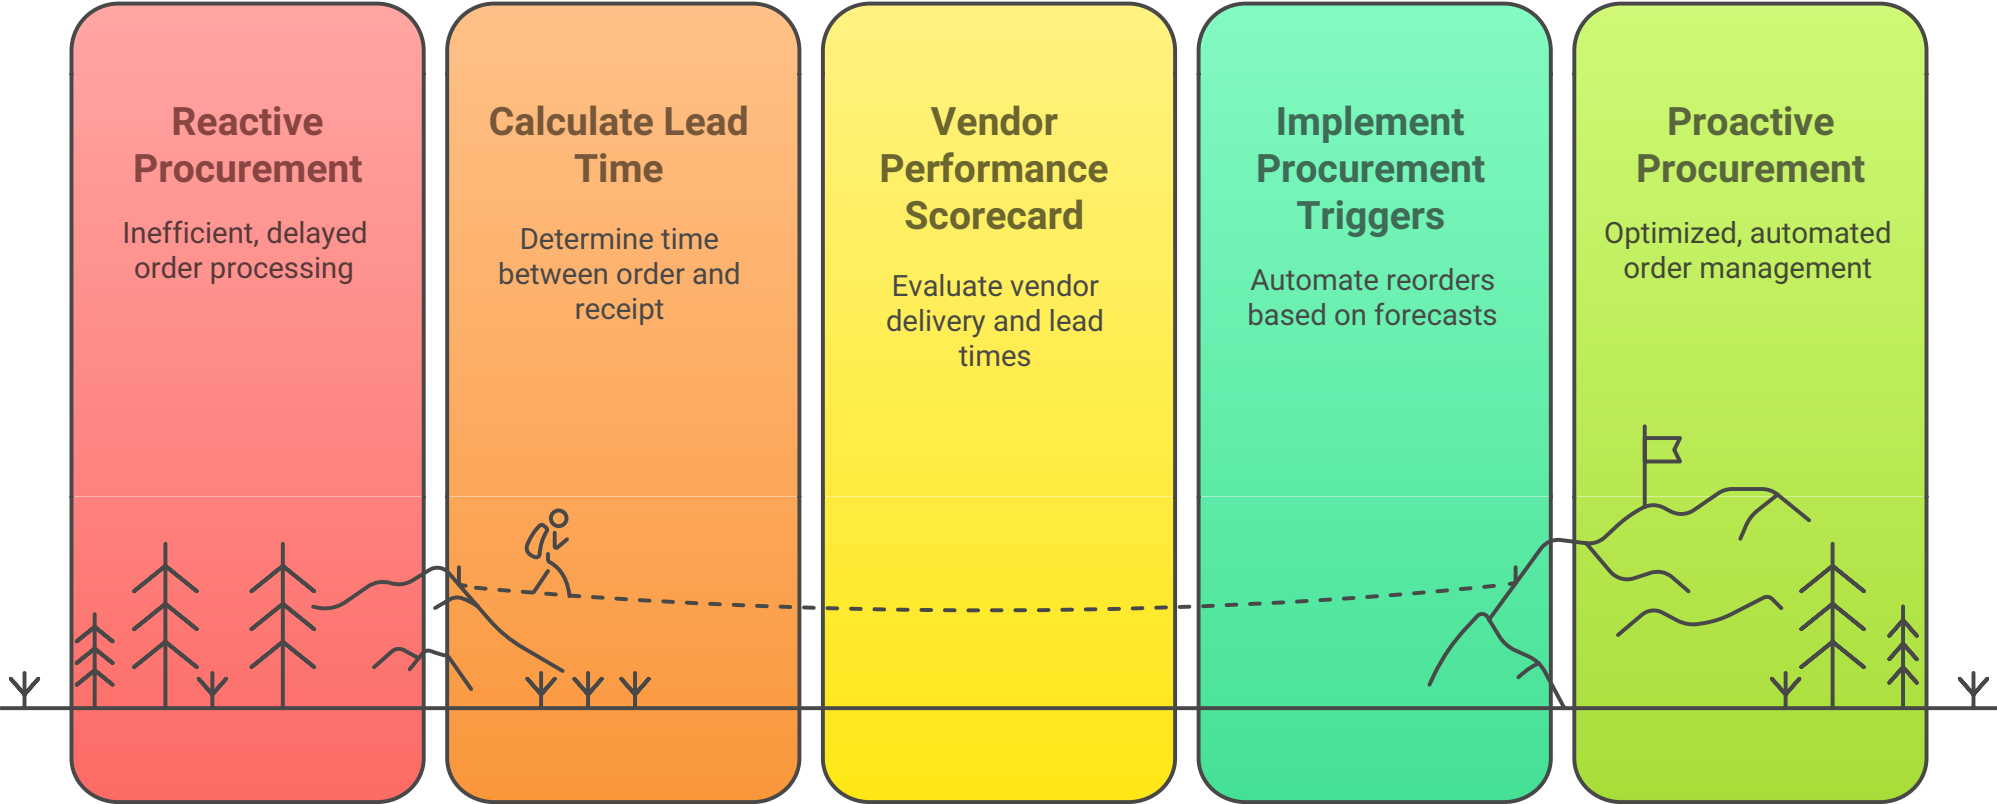 Reactive
Procurement
Inefficient, delayed
order processing
Calculate Lead
Time
Determine time
between order and
receipt
Vendor
Performance
Scorecard
Evaluate vendor
delivery and lead
times
Implement
Procurement
Triggers
Automate reorders
based on forecasts
Proactive
Procurement
Optimized, automated
order management